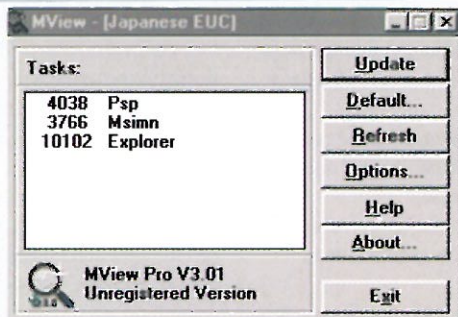 MView - [Japanese EUC]
Tasks:
4038 Psp
3766 Msimn
10102 Explorer
Update
Default...
Refresh
Options...
Help
About...
Exit
MView Pro V3.01
Unregistered Version